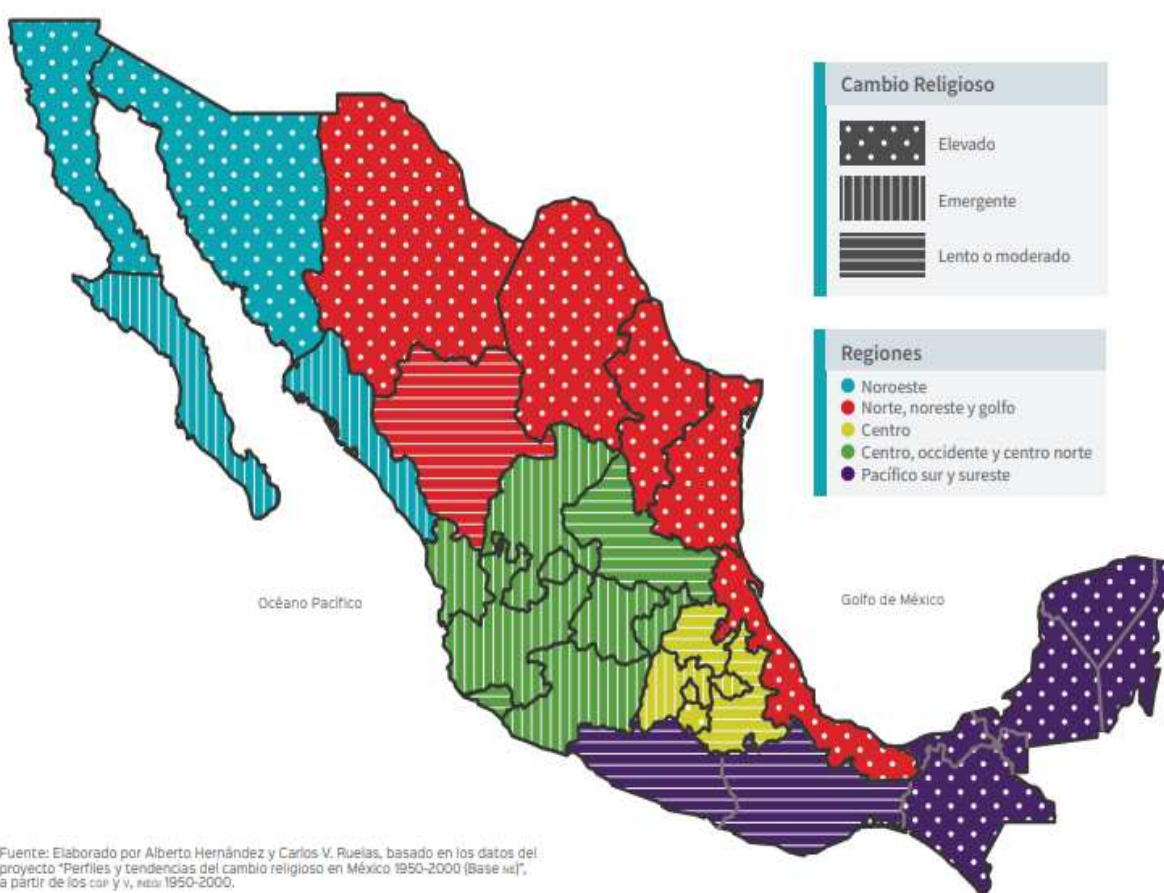 Cambio Religioso
Elevado
Emergente
Lento o moderado
Regiones
Noroeste
Norte, noreste y golfo
Centro
Centro, occidente y centro norte
Pacífico sur y sureste
Océano Pacífico
Golfo de México
Fuente: Elaborado por Alberto Hernández y Carlos V. Ruelas, basado en los datos del
proyecto "Perfiles y tendencias del cambio religioso en México 1950-2000 (Base
a partir de los CGP y V, INEGI 1950-2000.